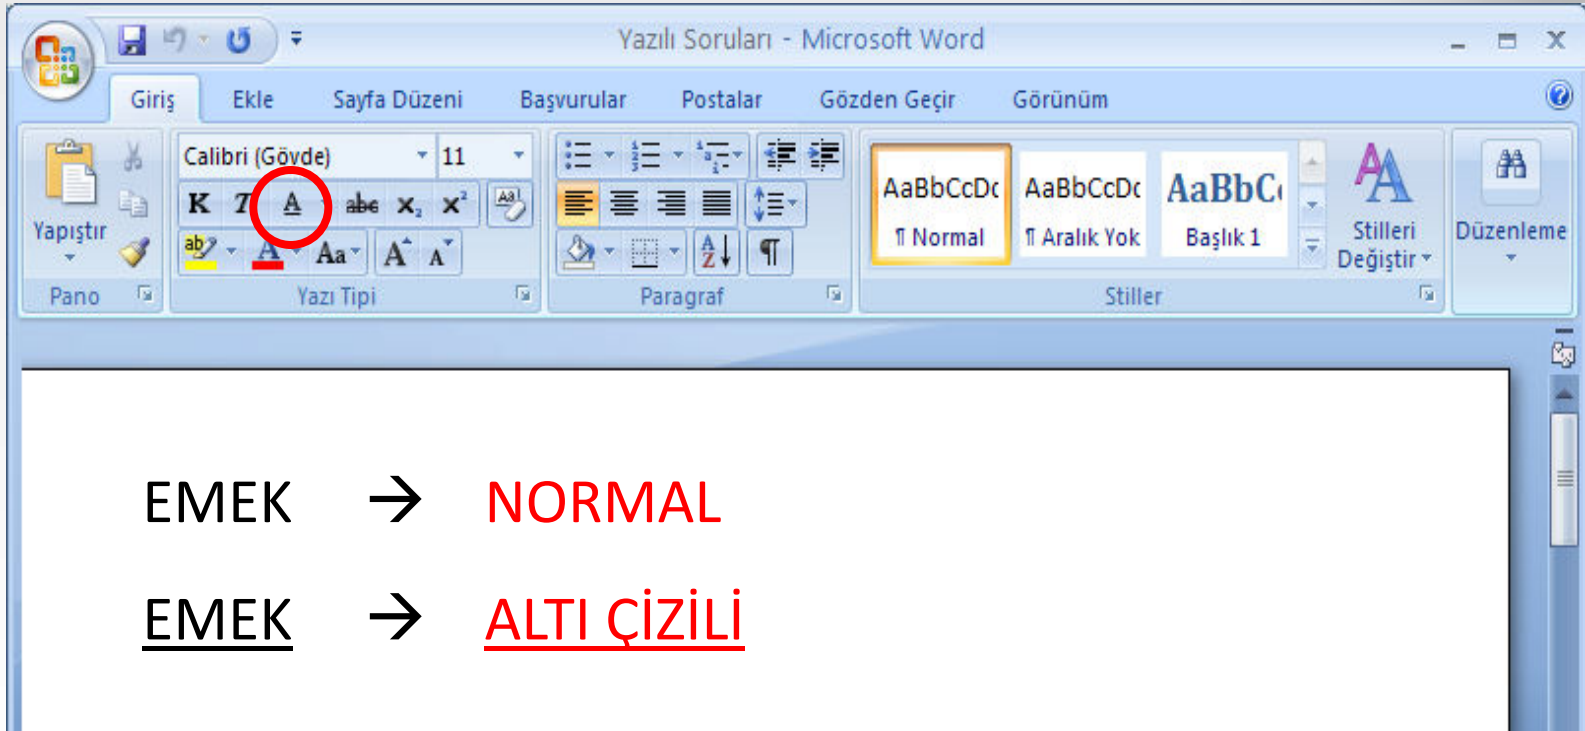 Yazılı Soruları - Microsoft Word
Giriş Ekle Sayfa Düzeni Başvurular Postalar Gözden Geçir Görünüm
Calibri (Gövde) 11
K T A abe x₂ x²
ab A Aa A A
A Z ¶
Yapıştır
AaBbCcDc AaBbCcDc AaBbC
¶ Normal ¶ Aralık Yok Başlık 1
Stilleri Değiştir
Düzenleme
Pano Yazı Tipi Paragraf Stiller
EMEK → NORMAL
EMEK → ALTI ÇİZİLİ